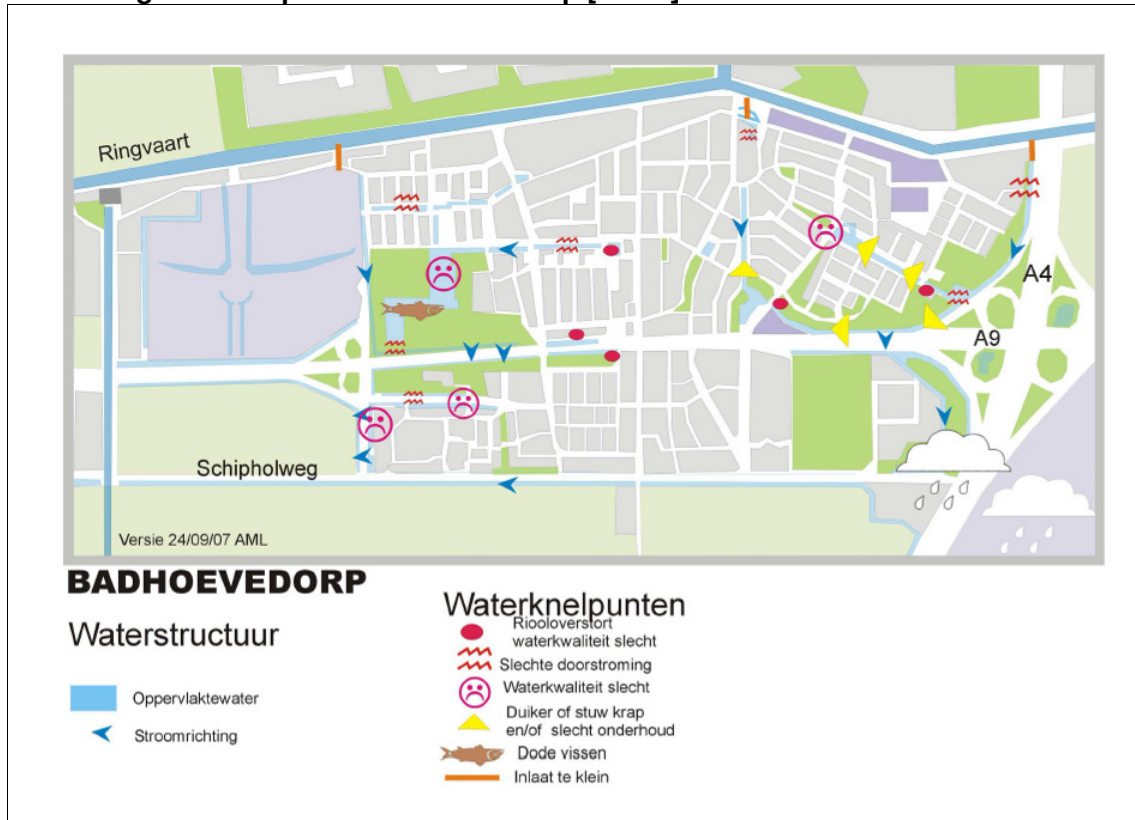 Ringvaart
A4
A9
Schipholweg
Versie 24/09/07 AML
BADHOEVEDORP
Waterstructuur
Oppervlaktewater
Stroomrichting
Waterknelpunten
Riooloverstort
waterkwaliteit slecht
Slechte doorstroming
Waterkwaliteit slecht
Duiker of stuw krap
en/of slecht onderhoud
Dode vissen
Inlaat te klein